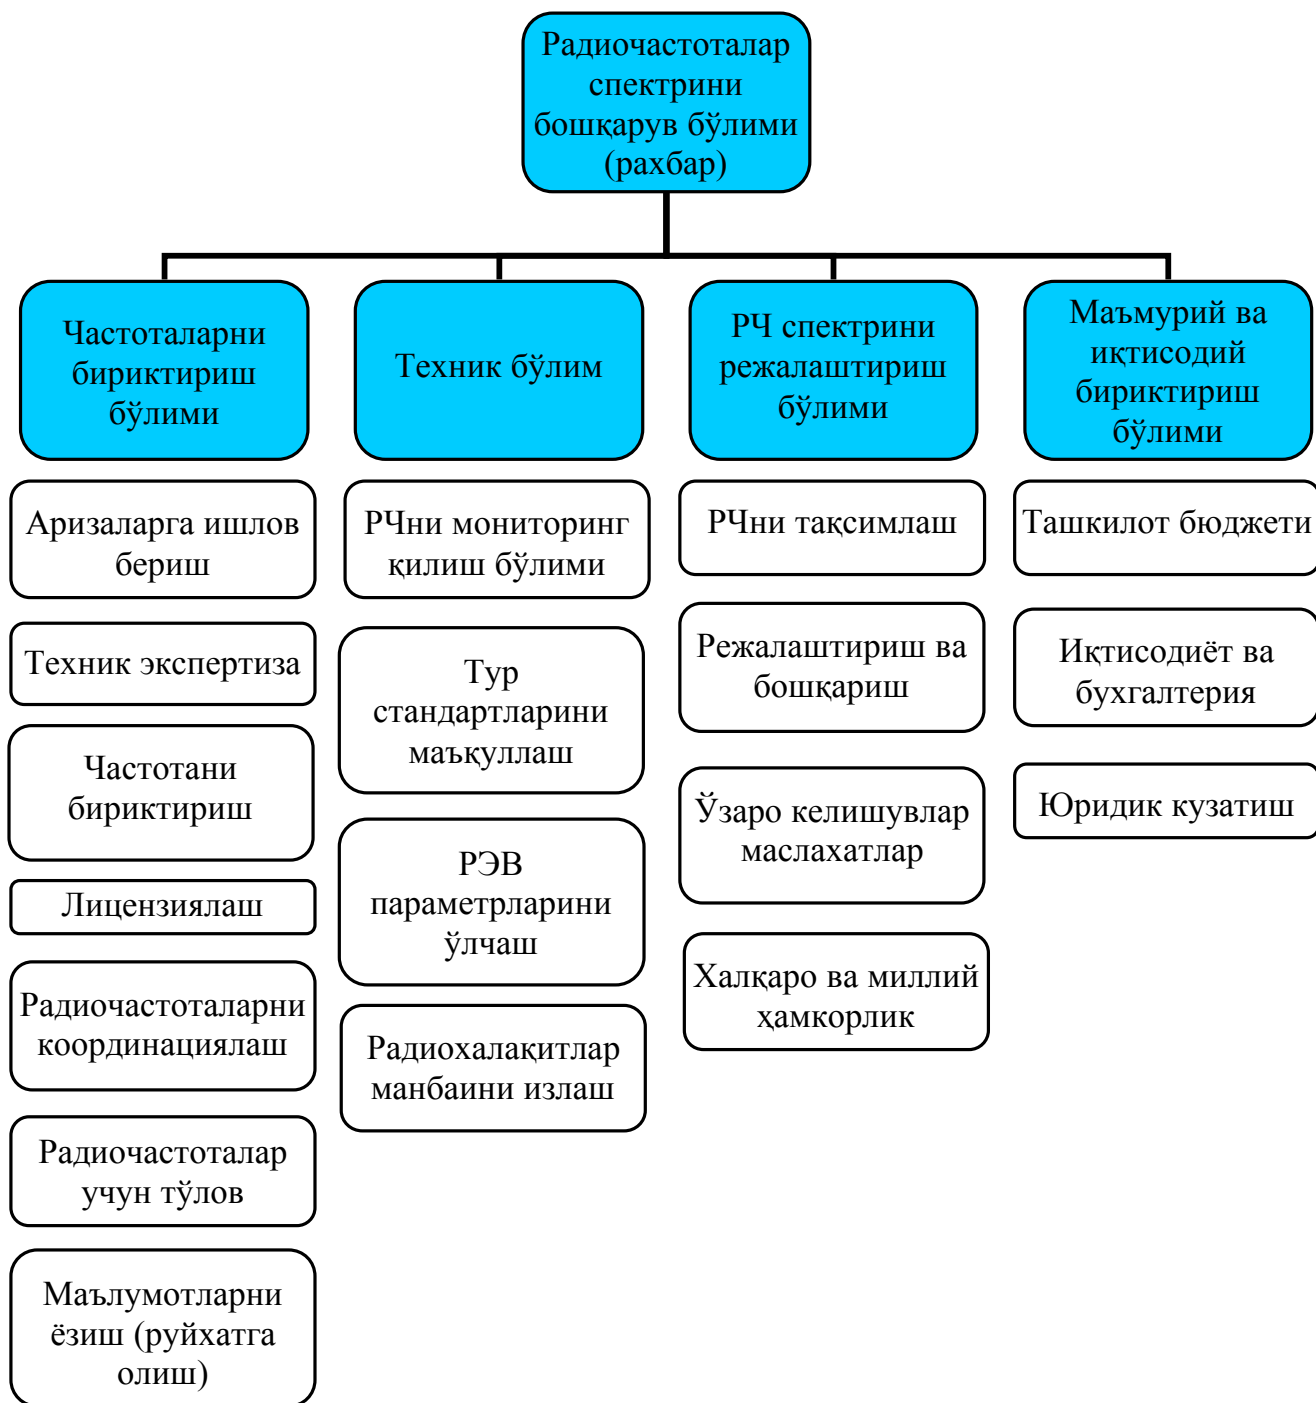 Радиочастоталар
спектрини
бошқарув бўлими
(рахбар)
Частоталарни
бириктириш
бўлими
Техник бўлим
РЧ спектрини
режалаштириш
бўлими
Маъмурий ва
иқтисодий
бириктириш
бўлими
Аризаларга ишлов
бериш
Техник экспертиза
Частотани
бириктириш
Лицензиялаш
Радиочастоталарни
координациялаш
Радиочастоталар
учун тўлов
Маълумотларни
ёзиш (руйхатга
олиш)
РЧни мониторинг
қилиш бўлими
Тур
стандартларини
маъқуллаш
РЭВ
параметрларини
ўлчаш
Радиохалақитлар
манбаини излаш
РЧни тақсимлаш
Режалаштириш ва
бошқариш
Ўзаро келишувлар
маслахатлар
Халқаро ва миллий
ҳамкорлик
Ташкилот бюджети
Иқтисодиёт ва
бухгалтерия
Юридик кузатиш